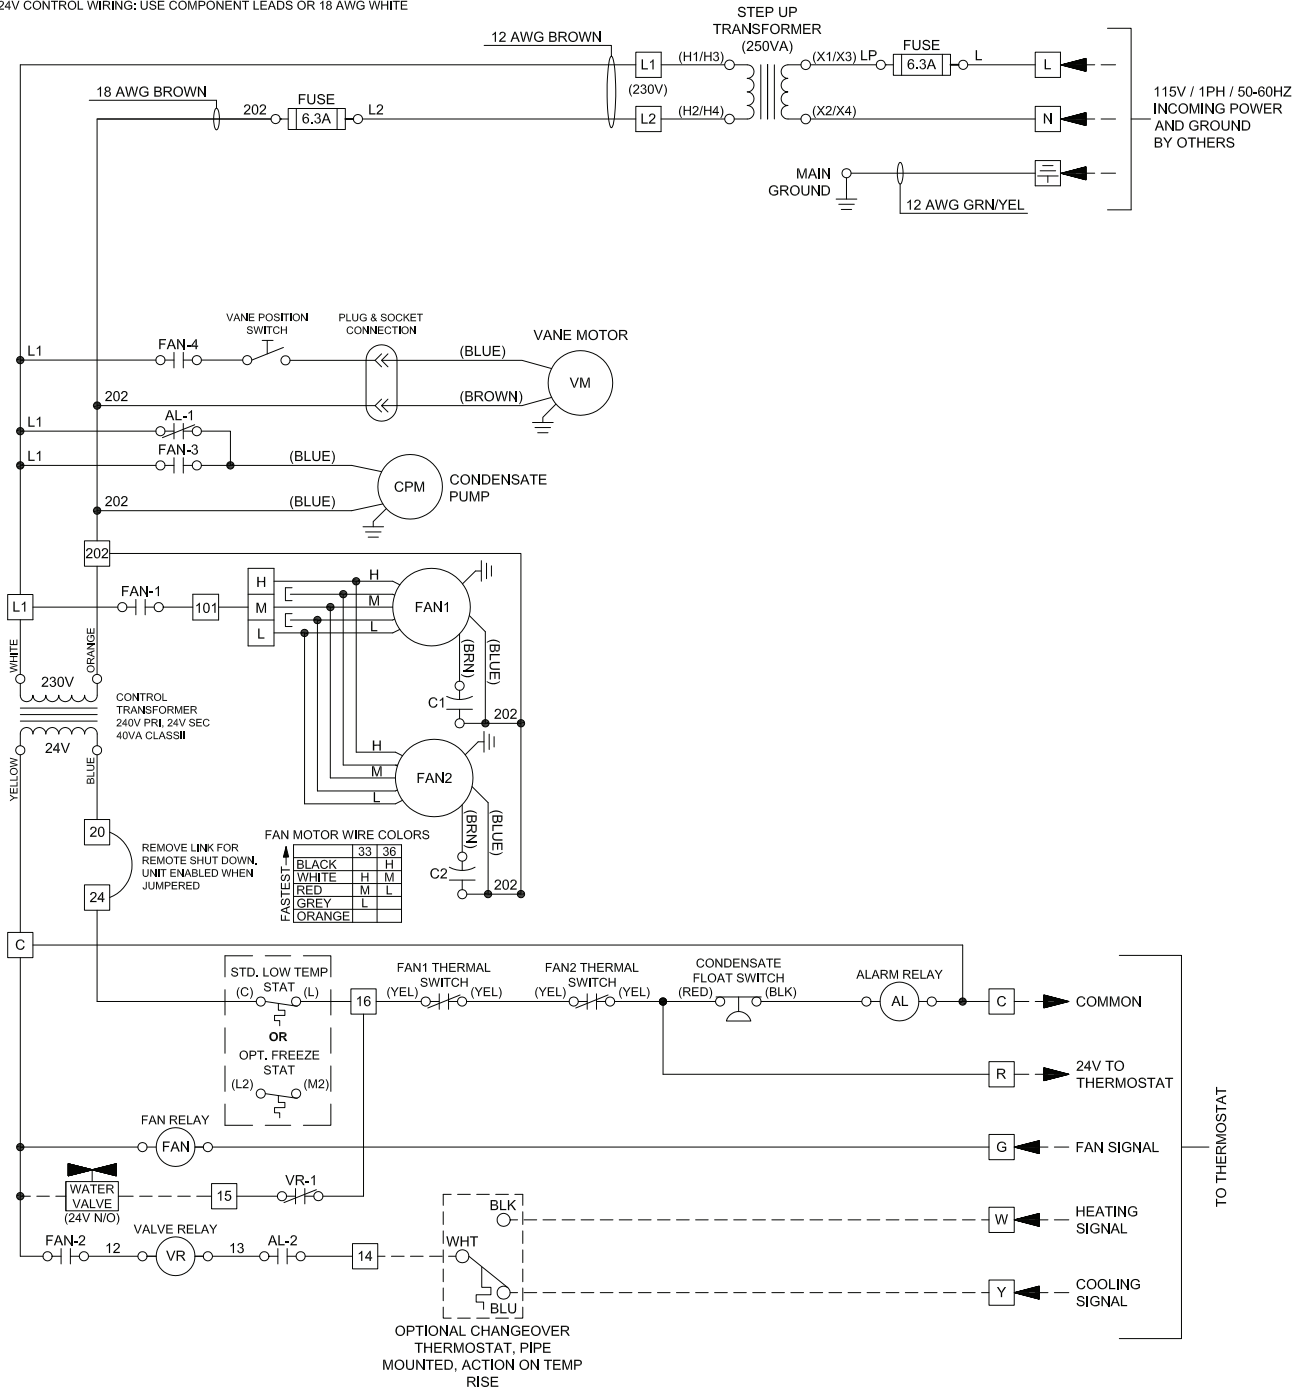 24V CONTROL WIRING: USE COMPONENT LEADS OR 18 AWG WHITE
STEP UP
TRANSFORMER
(250VA)
12 AWG BROWN
L1
(H1/H3)
(X1/X3)
LP
FUSE
6.3A
L
L
(230V)
18 AWG BROWN
202
FUSE
6.3A
L2
L2
(H2/H4)
(X2/X4)
N
115V / 1PH / 50-60HZ
INCOMING POWER
AND GROUND
BY OTHERS
MAIN
GROUND
12 AWG GRN/YEL
VANE POSITION
SWITCH
PLUG & SOCKET
CONNECTION
VANE MOTOR
L1
FAN-4
(BLUE)
VM
202
(BROWN)
L1
AL-1
L1
FAN-3
(BLUE)
CPM
CONDENSATE
PUMP
202
(BLUE)
202
L1
FAN-1
101
H
M
L
H
M
L
FAN1
(BRN)
(BLUE)
C1
202
WHITE
ORANGE
230V
24V
CONTROL
TRANSFORMER
240V PRI, 24V SEC
40VA CLASSII
YELLOW
BLUE
H
M
L
FAN2
(BRN)
(BLUE)
C2
202
20
24
REMOVE LINK FOR
REMOTE SHUT DOWN.
UNIT ENABLED WHEN
JUMPERED
FAN MOTOR WIRE COLORS
FASTEST
33 36
BLACK H
WHITE H M
RED M L
GREY L
ORANGE
C
STD. LOW TEMP
STAT
(C) (L)
OR
OPT. FREEZE
STAT
(L2) (M2)
16
FAN1 THERMAL
SWITCH
(YEL) (YEL)
FAN2 THERMAL
SWITCH
(YEL) (YEL)
CONDENSATE
FLOAT SWITCH
(RED) (BLK)
ALARM RELAY
AL
C
COMMON
R
24V TO
THERMOSTAT
FAN RELAY
FAN
G
FAN SIGNAL
TO THERMOSTAT
WATER
VALVE
(24V N/O)
15
VR-1
BLK
W
HEATING
SIGNAL
FAN-2
12
VALVE RELAY
VR
13
AL-2
14
WHT
BLU
Y
COOLING
SIGNAL
OPTIONAL CHANGEOVER
THERMOSTAT, PIPE
MOUNTED, ACTION ON TEMP
RISE